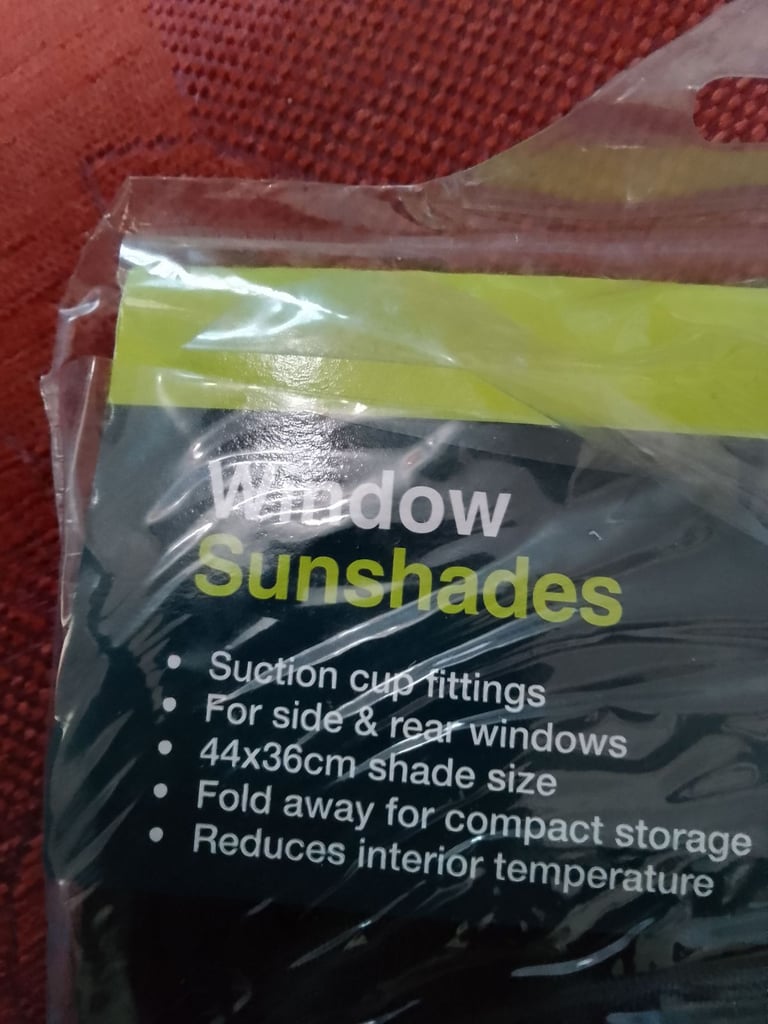 Window
Sunshades
• Suction cup fittings
• For side & rear windows
• 44x36cm shade size
• Fold away for compact storage
• Reduces interior temperature